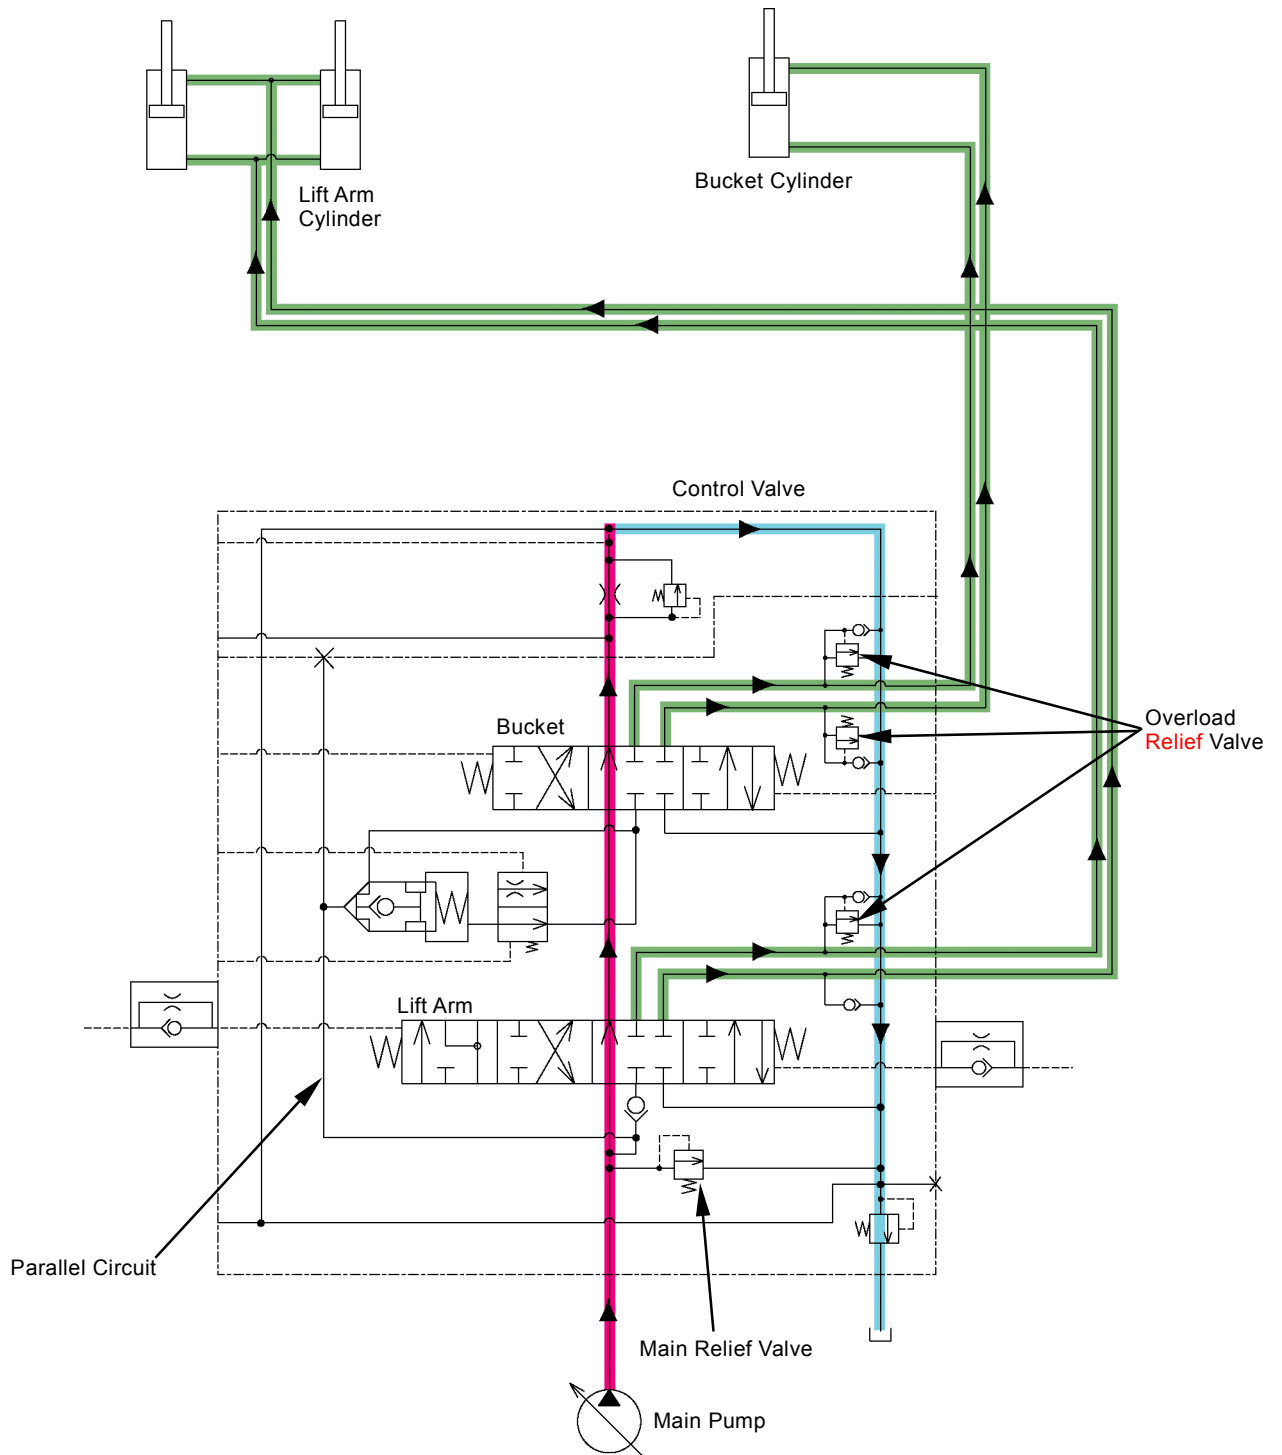 Lift Arm
Cylinder
Bucket Cylinder
Control Valve
Bucket
Overload
Relief Valve
Lift Arm
Parallel Circuit
Main Relief Valve
Main Pump